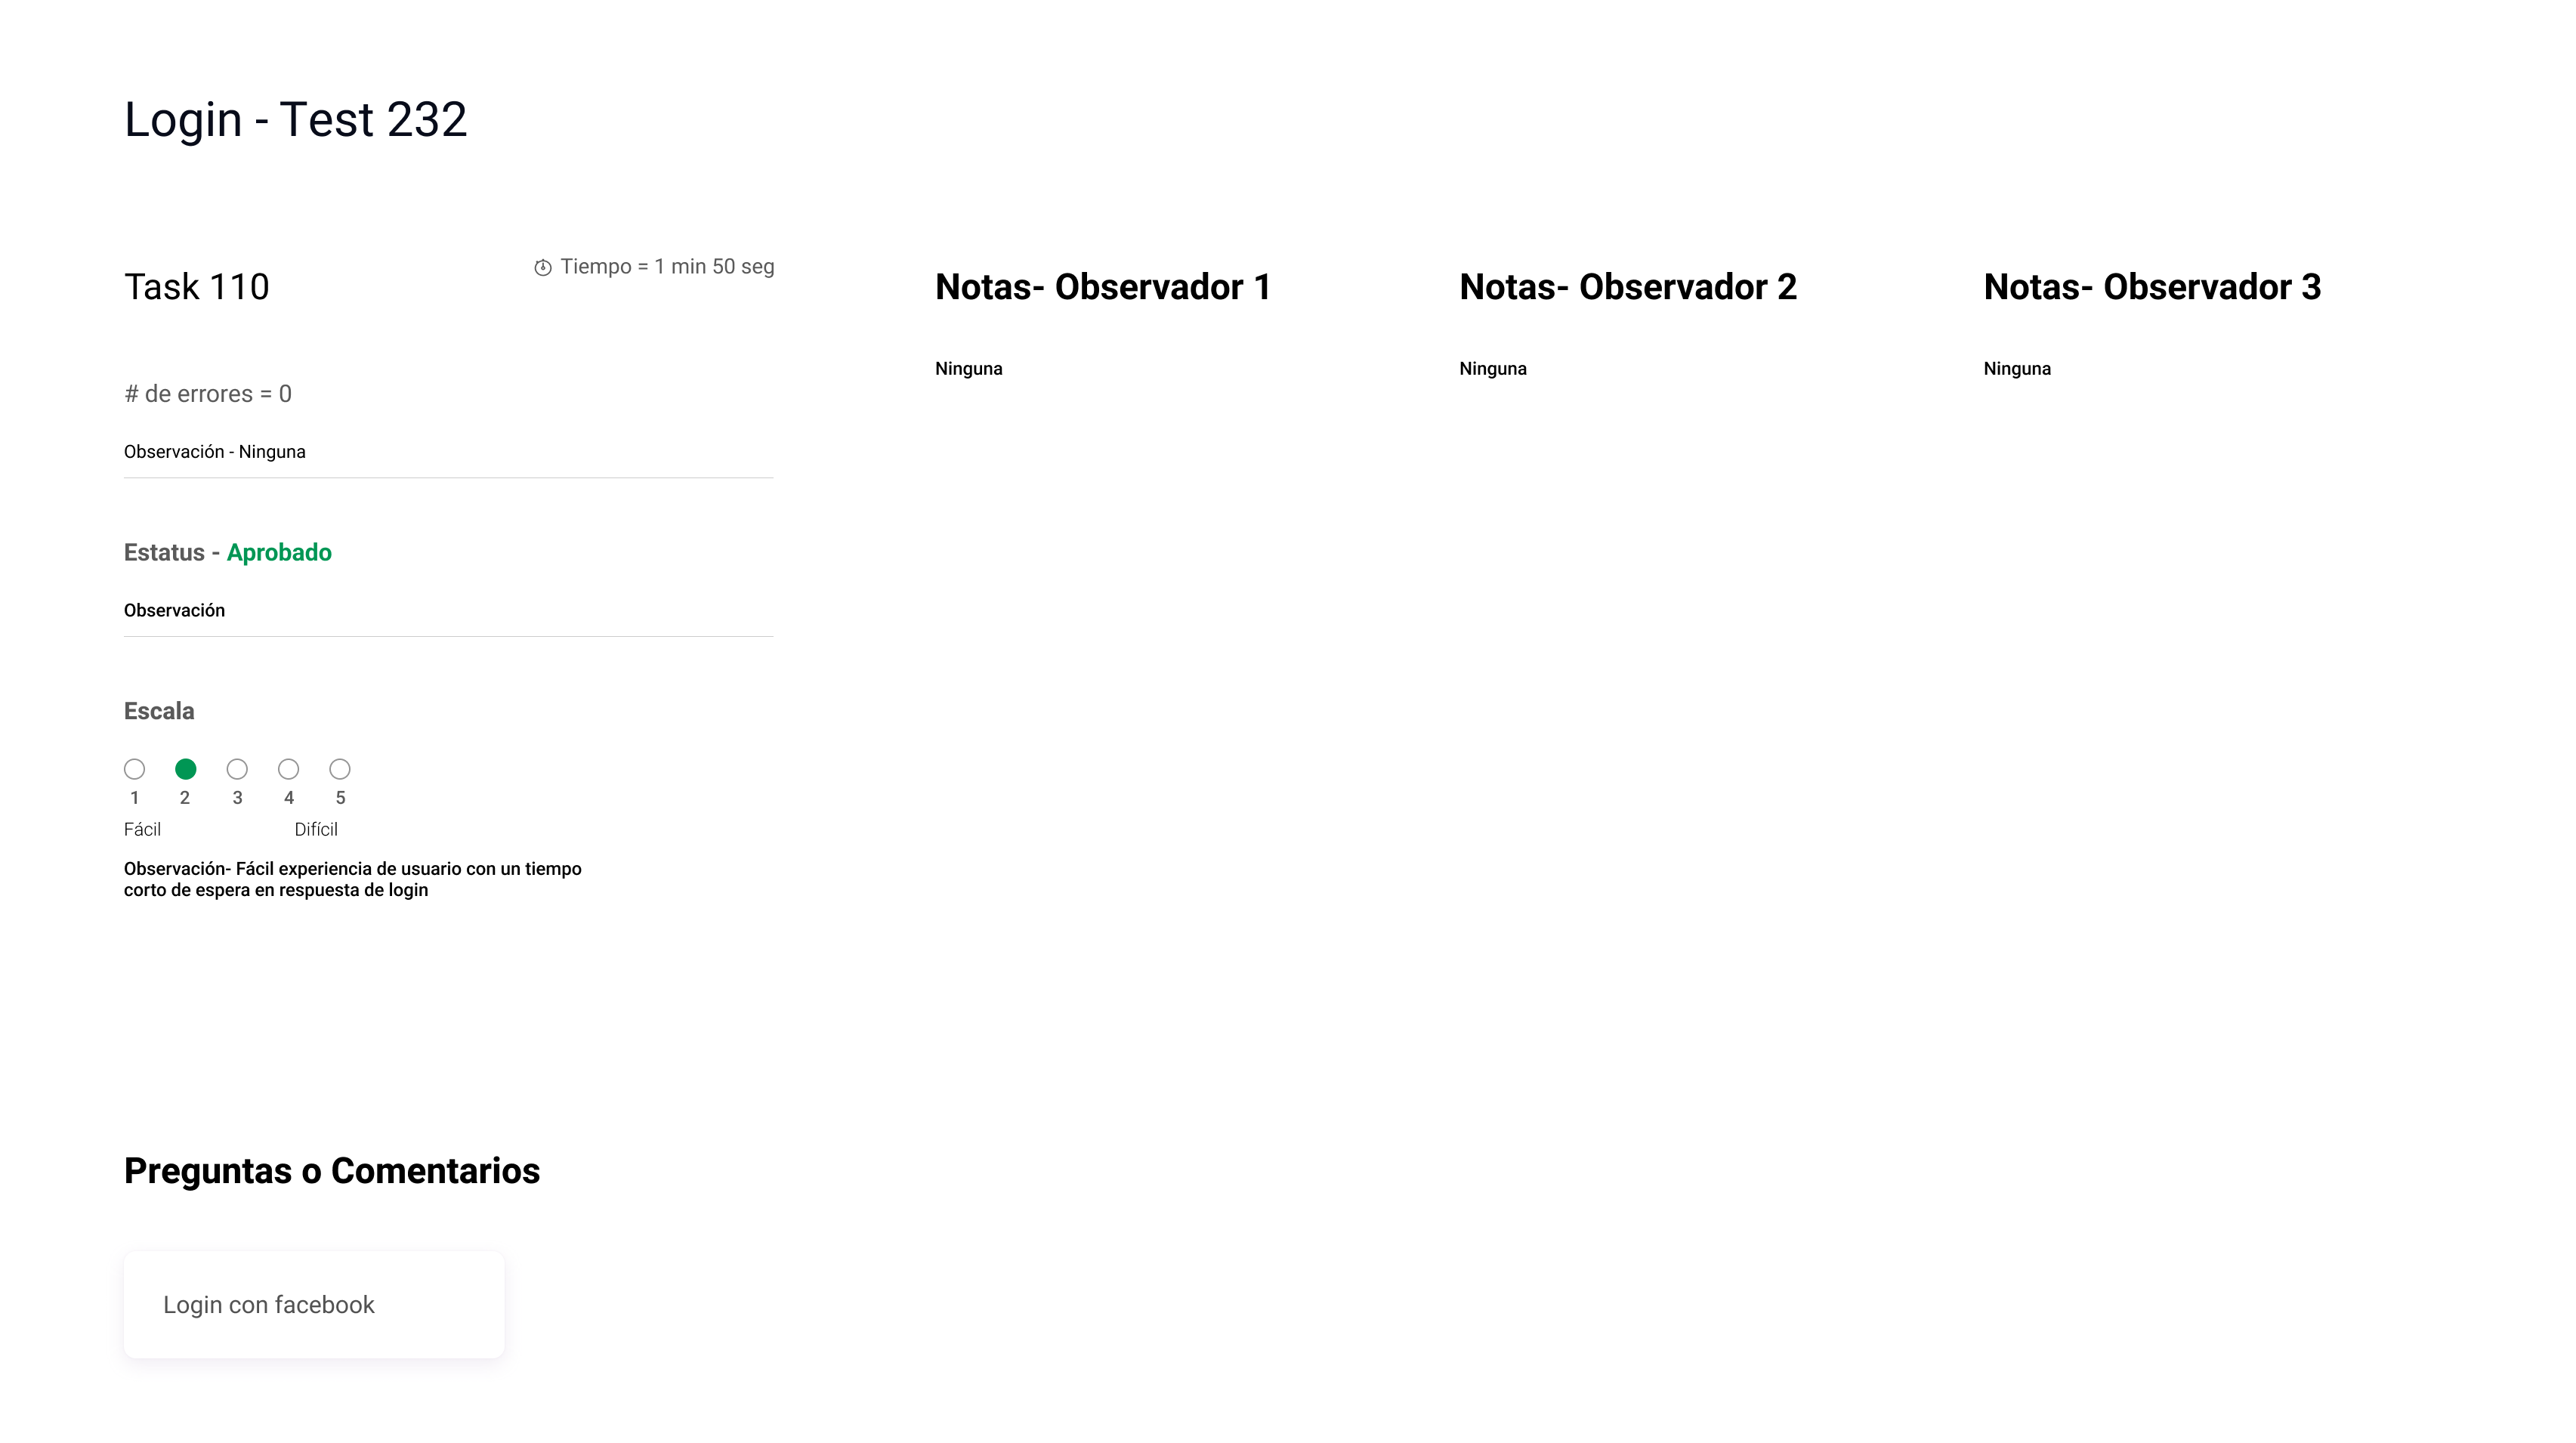 Login - Test 232
Task 110
Tiempo = 1 min 50 seg
# de errores = 0
Observación - Ninguna
Estatus - Aprobado
Observación
Escala
1 2 3 4 5
Fácil Difícil
Observación- Fácil experiencia de usuario con un tiempo
corto de espera en respuesta de login
Notas- Observador 1
Ninguna
Notas- Observador 2
Ninguna
Notas- Observador 3
Ninguna
Preguntas o Comentarios
Login con facebook